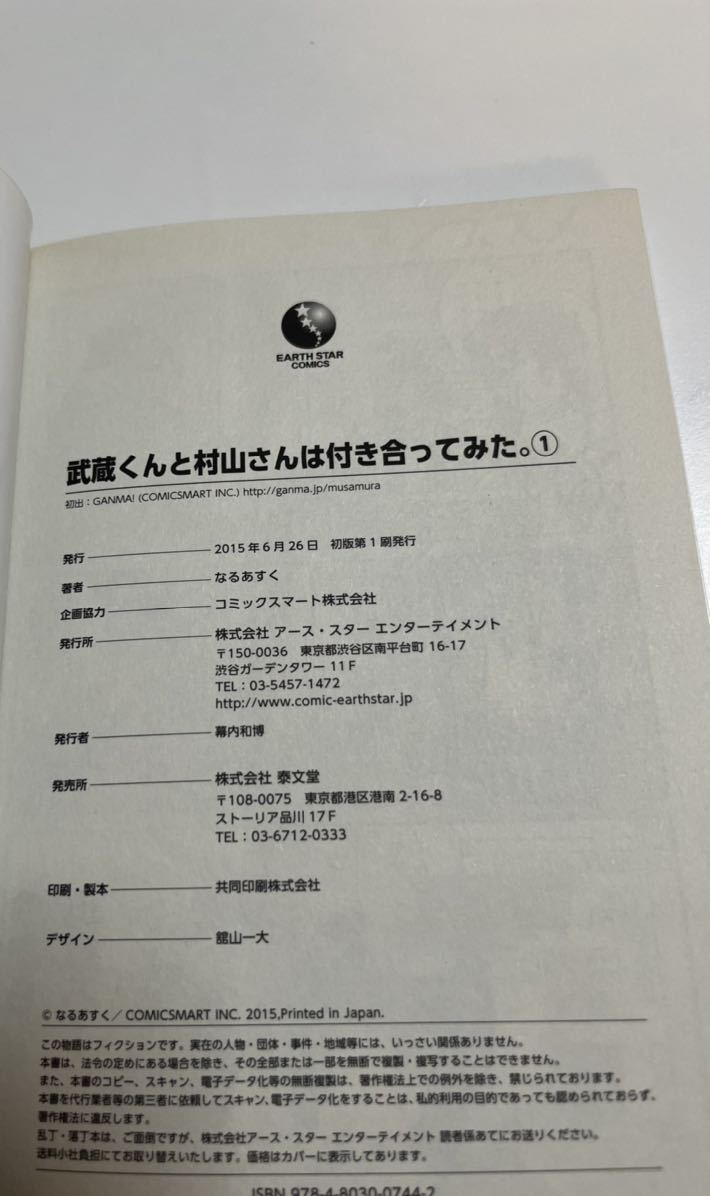 EARTH STAR
COMICS
武蔵くんと村山さんは付き合ってみた。①
初出：GANMA! (COMICSMART INC.) http://ganma.jp/musamura
発行 2015年6月26日 初版第1刷発行
著者 なるあすく
企画協力 コミックスマート株式会社
発行所 株式会社 アース・スター エンターテイメント
〒150-0036 東京都渋谷区南平台町 16-17
渋谷ガーデンタワー 11F
TEL：03-5457-1472
http://www.comic-earthstar.jp
発行者 幕内和博
発売所 株式会社 泰文堂
〒108-0075 東京都港区港南 2-16-8
ストーリア品川 17F
TEL：03-6712-0333
印刷・製本 共同印刷株式会社
デザイン 舘山一大
© なるあすく／ COMICSMART INC. 2015,Printed in Japan.
この物語はフィクションです。実在の人物・団体・事件・地域等には、いっさい関係ありません。
本書は、法令の定めにある場合を除き、その全部または一部を無断で複製・複写することはできません。
また、本書のコピー、スキャン、電子データ化等の無断複製は、著作権法上での例外を除き、禁じられております。
本書を代行業者等の第三者に依頼してスキャン、電子データ化をすることは、私的利用の目的であっても認められておらず、
著作権法に違反します。
乱丁・落丁本は、ご面倒ですが、株式会社アース・スター エンターテイメント 読者係あてにお送りください。
送料小社負担にてお取り替えいたします。価格はカバーに表示してあります。
ISBN 978-4-8030-0744-2